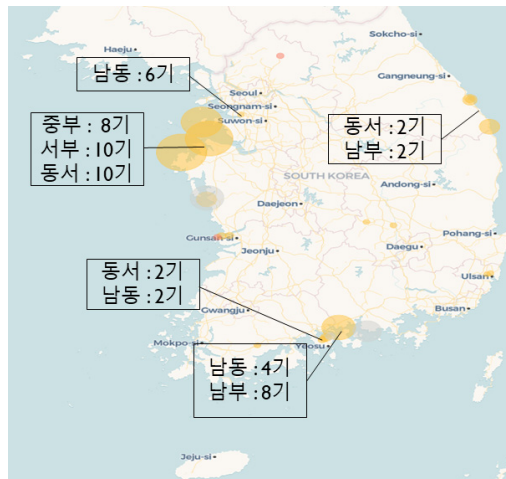 Sokcho-si
Haeju
남동 :6기
Gangneung-si
Seoul
Seongnam-si
Suwon-si
중부 : 8기
서부 :10기
동서 :10기
동서 :2기
남부 :2기
SOUTH KOREA
Andong-si
Daejeon
Gunsan-si
Pohang-si
Daegu
Jeonju
동서 :2기
남동 :2기
Ulsan
Gwangju
Busan
Mokpo-si
Yeosu
남동 :4기
남부 :8기
Jeju-si